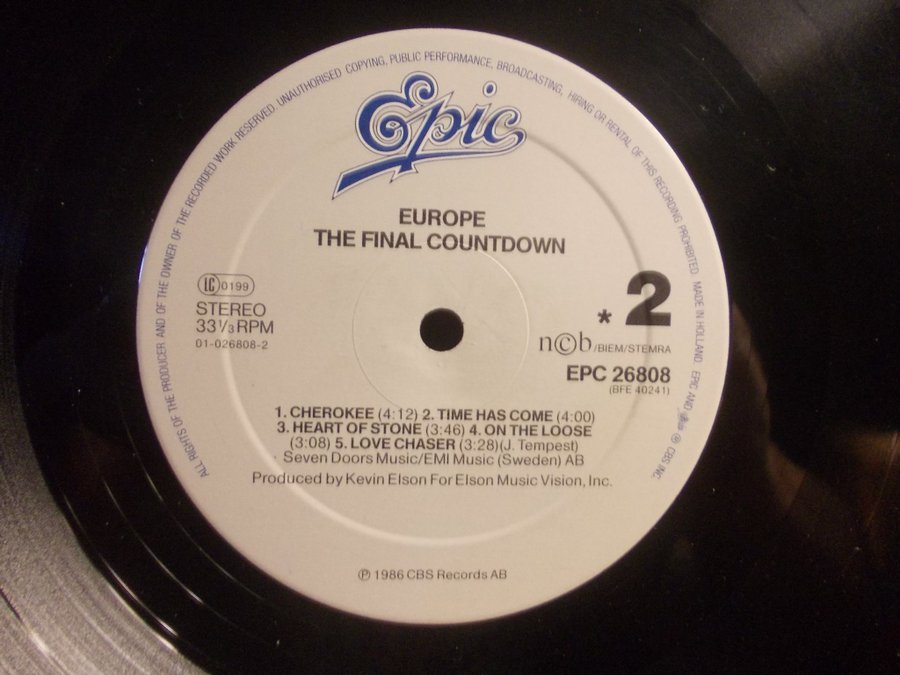 ALL RIGHTS OF THE PRODUCER AND OF THE OWNER OF THE RECORDED WORK RESERVED. UNAUTHORISED COPYING, PUBLIC PERFORMANCE, BROADCASTING, HIRING OR RENTAL OF THIS RECORDING PROHIBITED. MADE IN HOLLAND. EPIC AND ℗ CBS INC.
Epic
EUROPE
THE FINAL COUNTDOWN
LC 0199
STEREO
33 1/3 RPM
01-026808-2
* 2
n©b/BIEM/STEMRA
EPC 26808
(BFE 40241)
1. CHEROKEE (4:12) 2. TIME HAS COME (4:00)
3. HEART OF STONE (3:46) 4. ON THE LOOSE
(3:08) 5. LOVE CHASER (3:28)(J. Tempest)
Seven Doors Music/EMI Music (Sweden) AB
Produced by Kevin Elson For Elson Music Vision, Inc.
℗ 1986 CBS Records AB